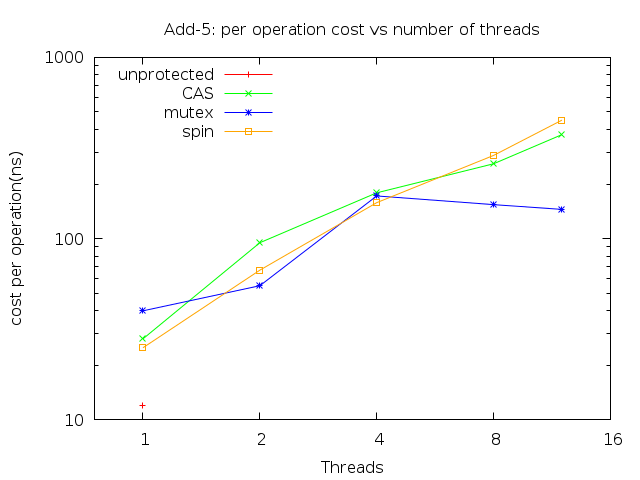 Add-5: per operation cost vs number of threads
1000
unprotected
CAS
mutex
spin
cost per operation(ns)
100
10
1 2 4 8 16
Threads